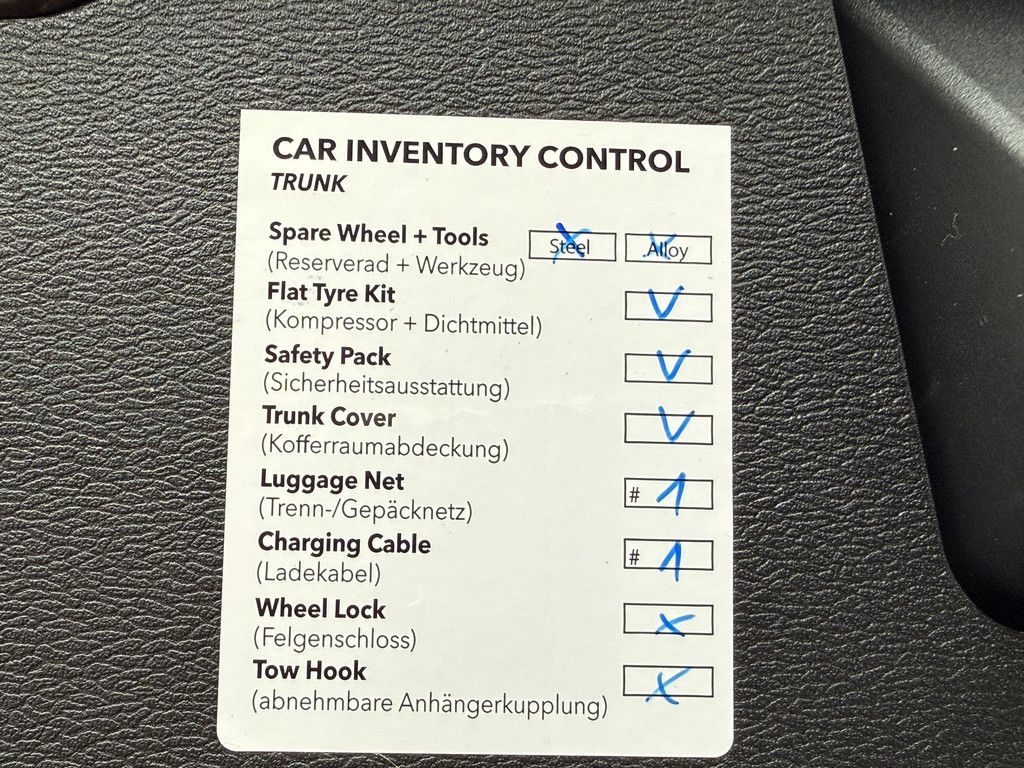 CAR INVENTORY CONTROL
TRUNK
Spare Wheel + Tools Steel Alloy
(Reserverad + Werkzeug)
Flat Tyre Kit V
(Kompressor + Dichtmittel)
Safety Pack V
(Sicherheitsausstattung)
Trunk Cover V
(Kofferraumabdeckung)
Luggage Net # 1
(Trenn-/Gepäcknetz)
Charging Cable # 1
(Ladekabel)
Wheel Lock x
(Felgenschloss)
Tow Hook x
(abnehmbare Anhängerkupplung)